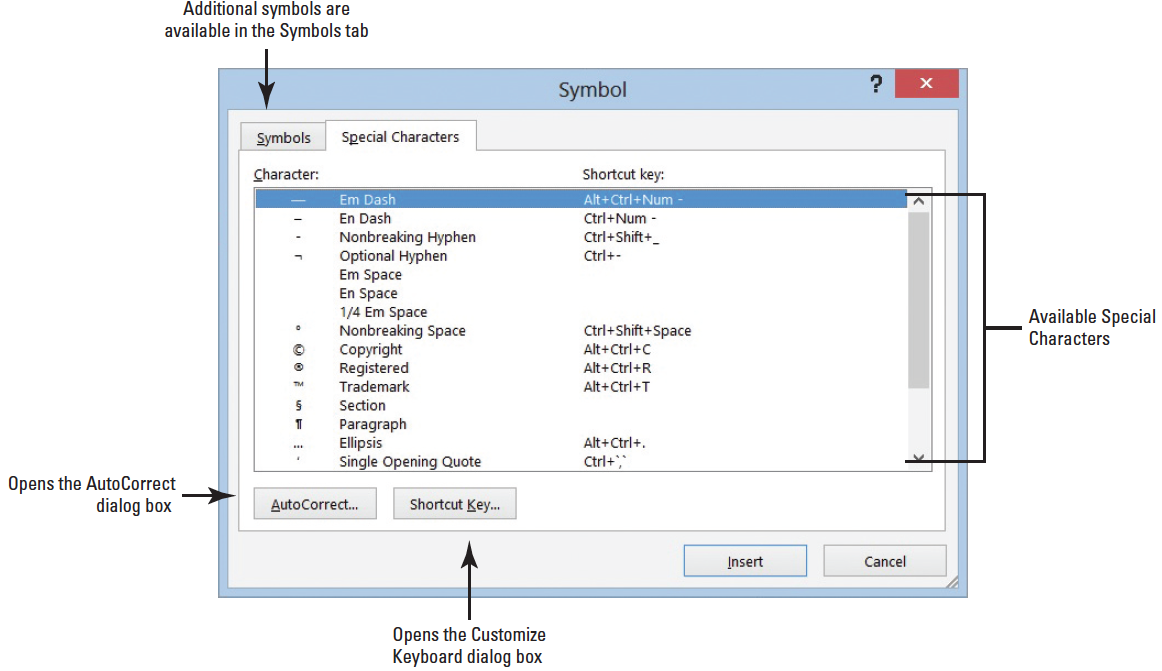 Additional symbols are
available in the Symbols tab
Symbol
? x
Symbols Special Characters
Character: Shortcut key:
— Em Dash Alt+Ctrl+Num -
– En Dash Ctrl+Num -
- Nonbreaking Hyphen Ctrl+Shift+_
¬ Optional Hyphen Ctrl+-
Em Space
En Space
1/4 Em Space
° Nonbreaking Space Ctrl+Shift+Space
© Copyright Alt+Ctrl+C
® Registered Alt+Ctrl+R
™ Trademark Alt+Ctrl+T
§ Section
¶ Paragraph
… Ellipsis Alt+Ctrl+.
‘ Single Opening Quote Ctrl+`,`
Available Special
Characters
Opens the AutoCorrect
dialog box
AutoCorrect... Shortcut Key...
Insert Cancel
Opens the Customize
Keyboard dialog box